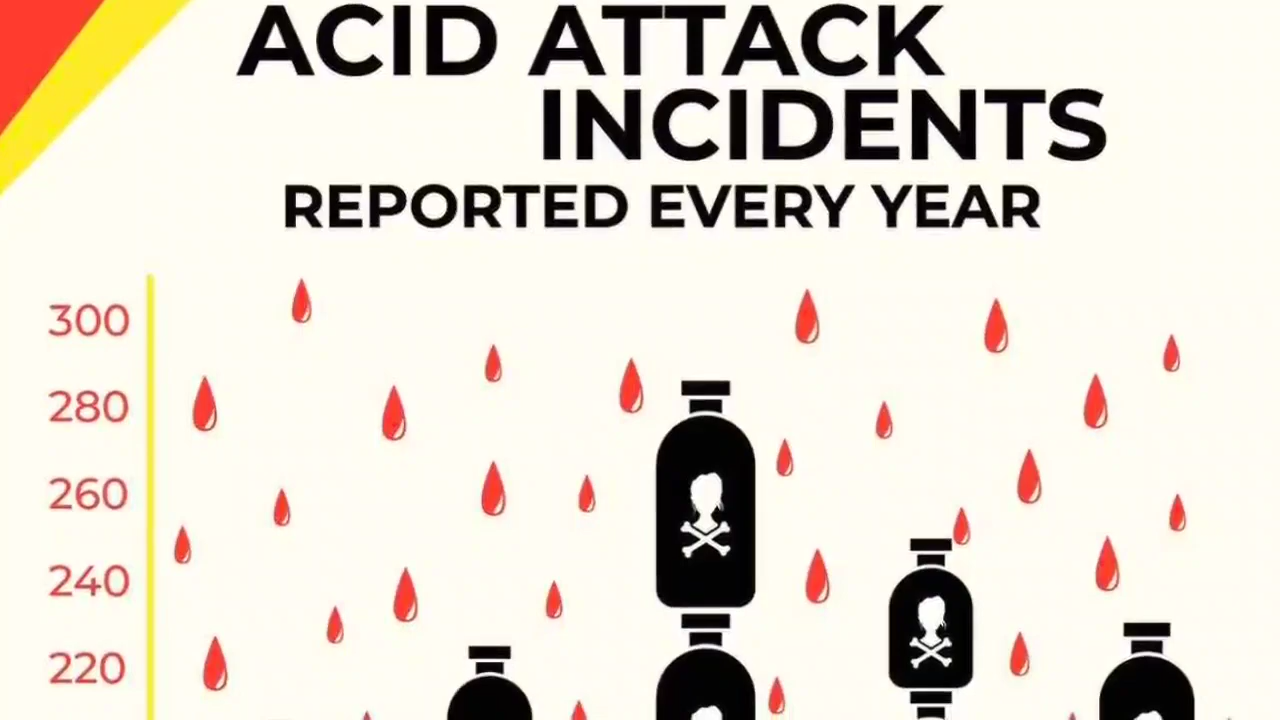 ACID ATTACK
INCIDENTS
REPORTED EVERY YEAR
300
280
260
240
220